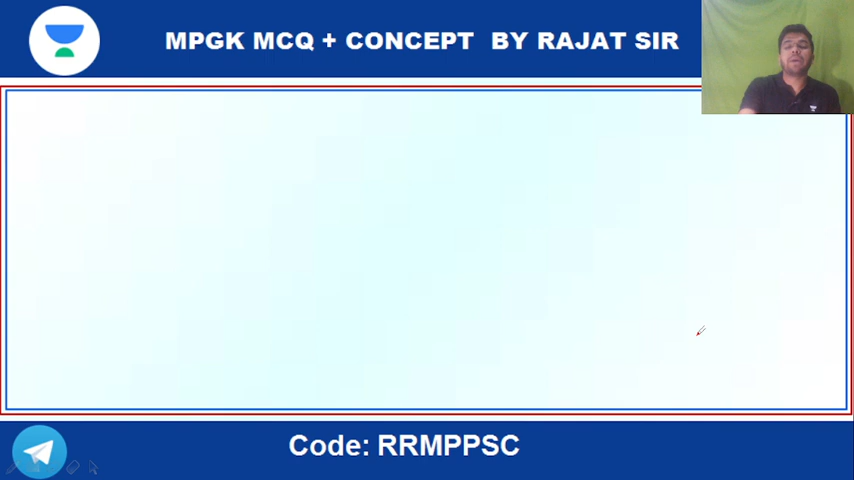 MPGK MCQ + CONCEPT BY RAJAT SIR
Code: RRMPPSC